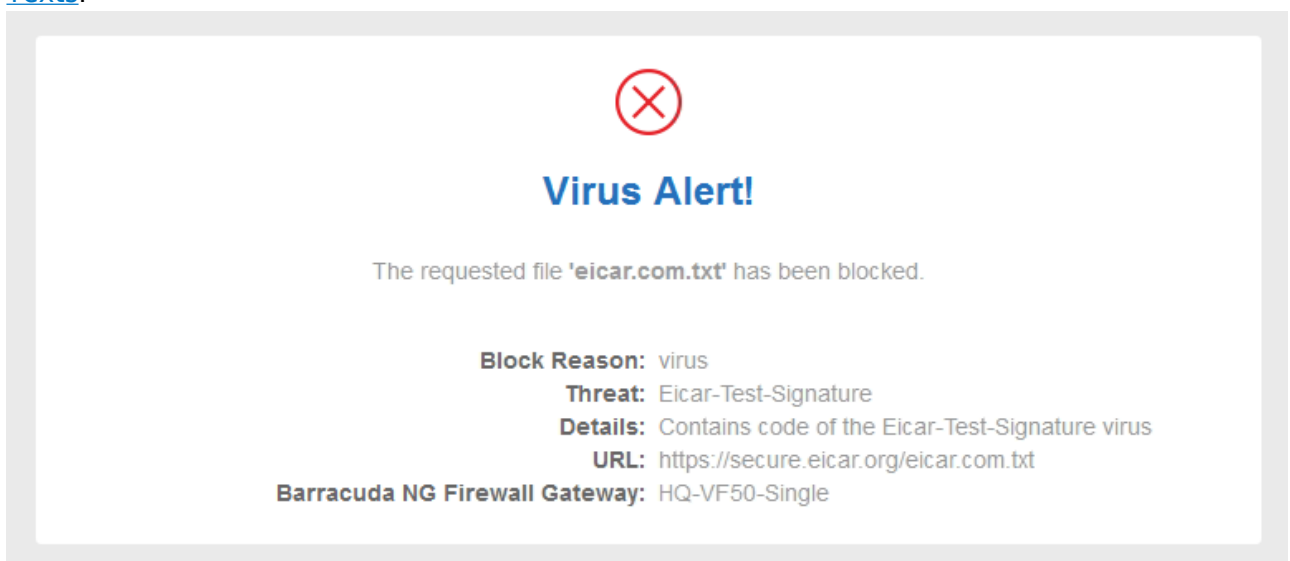 Texts.
Virus Alert!
The requested file 'eicar.com.txt' has been blocked.
Block Reason: virus
Threat: Eicar-Test-Signature
Details: Contains code of the Eicar-Test-Signature virus
URL: https://secure.eicar.org/eicar.com.txt
Barracuda NG Firewall Gateway: HQ-VF50-Single